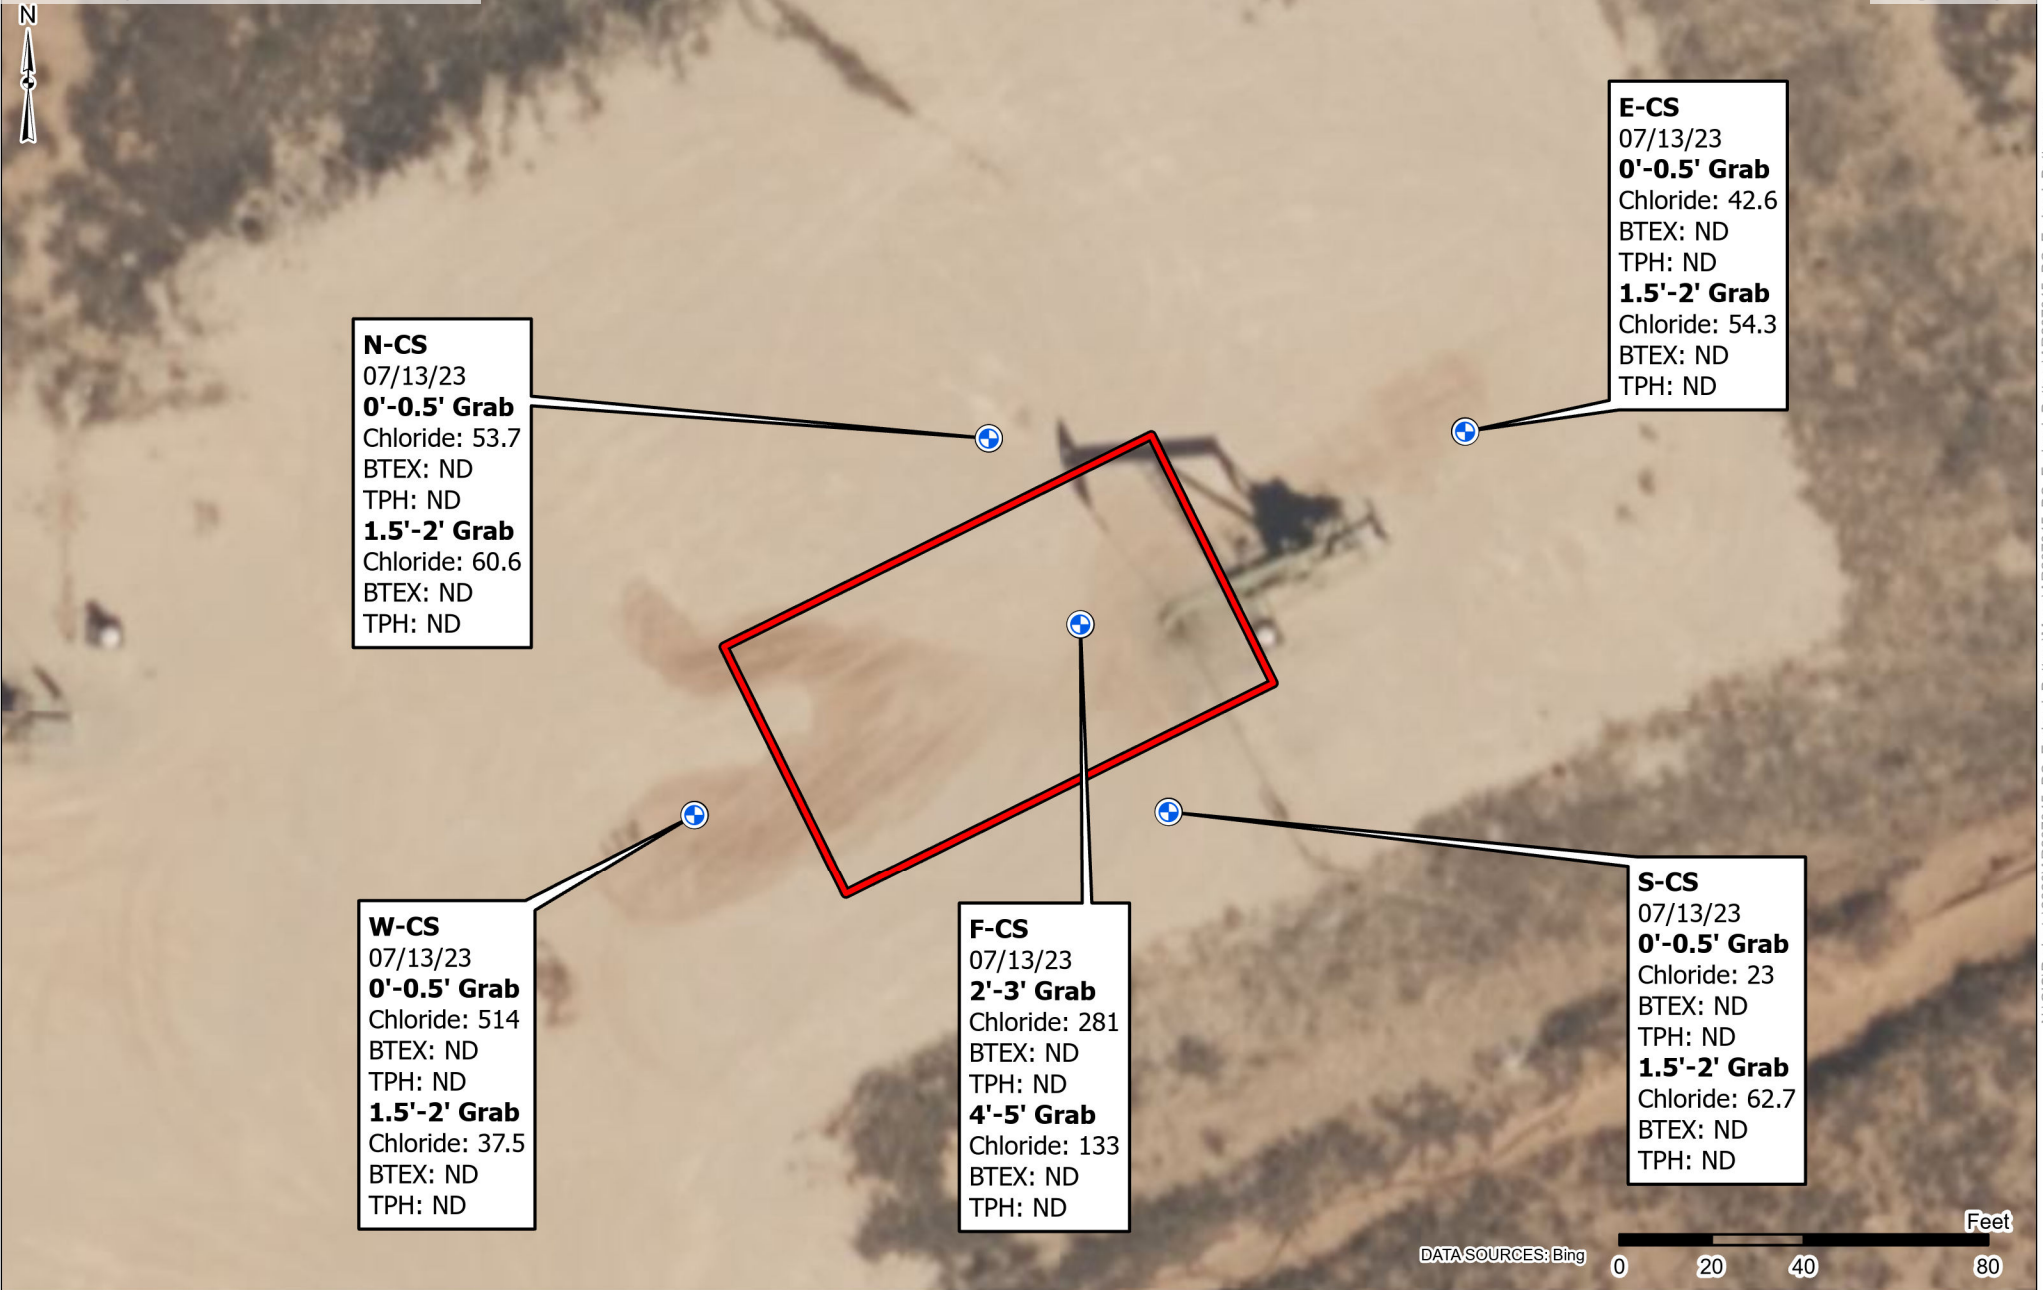 N
E-CS
07/13/23
0'-0.5' Grab
Chloride: 42.6
BTEX: ND
TPH: ND
1.5'-2' Grab
Chloride: 54.3
BTEX: ND
TPH: ND
N-CS
07/13/23
0'-0.5' Grab
Chloride: 53.7
BTEX: ND
TPH: ND
1.5'-2' Grab
Chloride: 60.6
BTEX: ND
TPH: ND
W-CS
07/13/23
0'-0.5' Grab
Chloride: 514
BTEX: ND
TPH: ND
1.5'-2' Grab
Chloride: 37.5
BTEX: ND
TPH: ND
F-CS
07/13/23
2'-3' Grab
Chloride: 281
BTEX: ND
TPH: ND
4'-5' Grab
Chloride: 133
BTEX: ND
TPH: ND
S-CS
07/13/23
0'-0.5' Grab
Chloride: 23
BTEX: ND
TPH: ND
1.5'-2' Grab
Chloride: 62.7
BTEX: ND
TPH: ND
Feet
DATA SOURCES: Bing
0 20 40 80